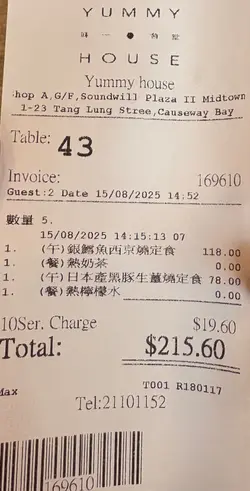 YUMMY
HOUSE
Yummy house
hop A,G/F,Soundwill Plaza II Midtown
1-23 Tang Lung Stree,Causeway Bay
Table: 43
Invoice: 169610
Guest:2 Date 15/08/2025 14:52
數量 5.
15/08/2025 14:15:13 07
1. (午)銀鱈魚西京燒定食 118.00
1. (餐)熱奶茶 0.00
1. (午)日本產黑豚生薑燒定食 78.00
1. (餐)熱檸檬水 0.00
10Ser. Charge $19.60
Total: $215.60
Max T001 R180117
Tel:21101152
169610